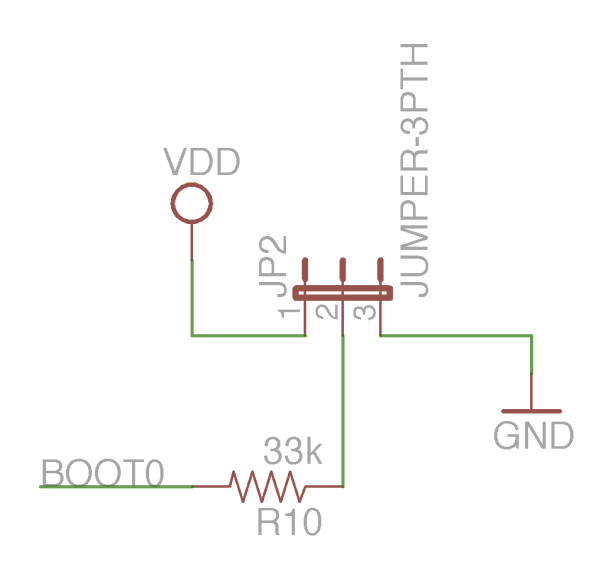 VDD
JP2
JUMPER-3PTH
1
2
3
GND
33k
BOOT0
R10